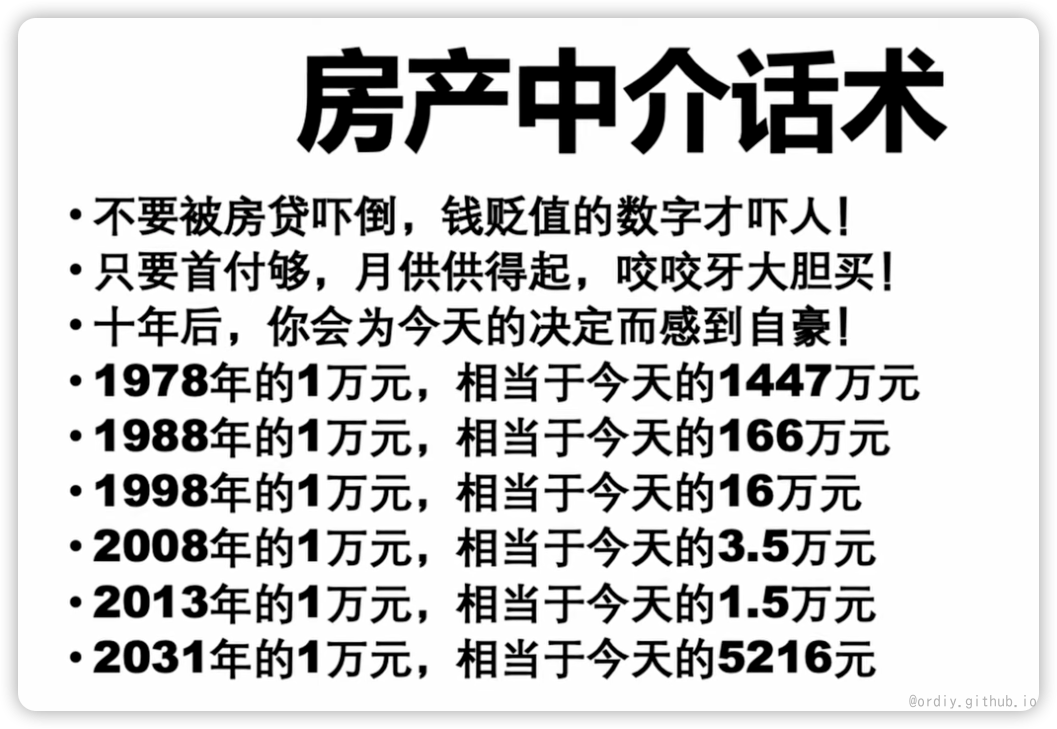 房产中介话术
• 不要被房贷吓倒，钱贬值的数字才吓人！
• 只要首付够，月供供得起，咬咬牙大胆买！
• 十年后，你会为今天的决定而感到自豪！
• 1978年的1万元，相当于今天的1447万元
• 1988年的1万元，相当于今天的166万元
• 1998年的1万元，相当于今天的16万元
• 2008年的1万元，相当于今天的3.5万元
• 2013年的1万元，相当于今天的1.5万元
• 2031年的1万元，相当于今天的5216元
@ordiy.github.io